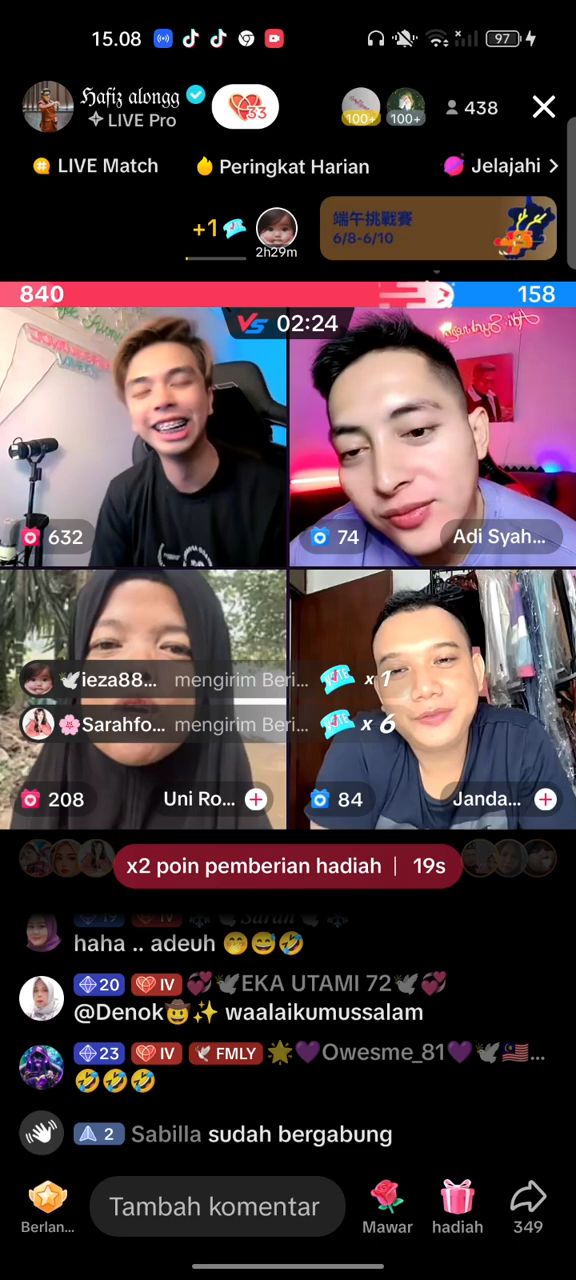 15.08
97
Hafiz alongg
LIVE Pro
33
100+
100+
438
LIVE Match
Peringkat Harian
Jelajahi
+1
2h29m
端午挑戰賽
6/8-6/10
840
158
VS 02:24
632
74
Adi Syah...
ieza88... mengirim Beri... x 1
Sarahfo... mengirim Beri... x 6
208
Uni Ro...
84
Janda...
x2 poin pemberian hadiah | 19s
19 IV Sarah
haha .. adeuh 🤭😅🤣
20 IV 💞🕊EKA UTAMI 72🕊💞
@Denok🤠✨ waalaikumussalam
23 IV FMLY 🌟💜Owesme_81💜🕊🇲🇾...
🤣🤣🤣
2 Sabilla sudah bergabung
Berlan...
Tambah komentar
Mawar
hadiah
349